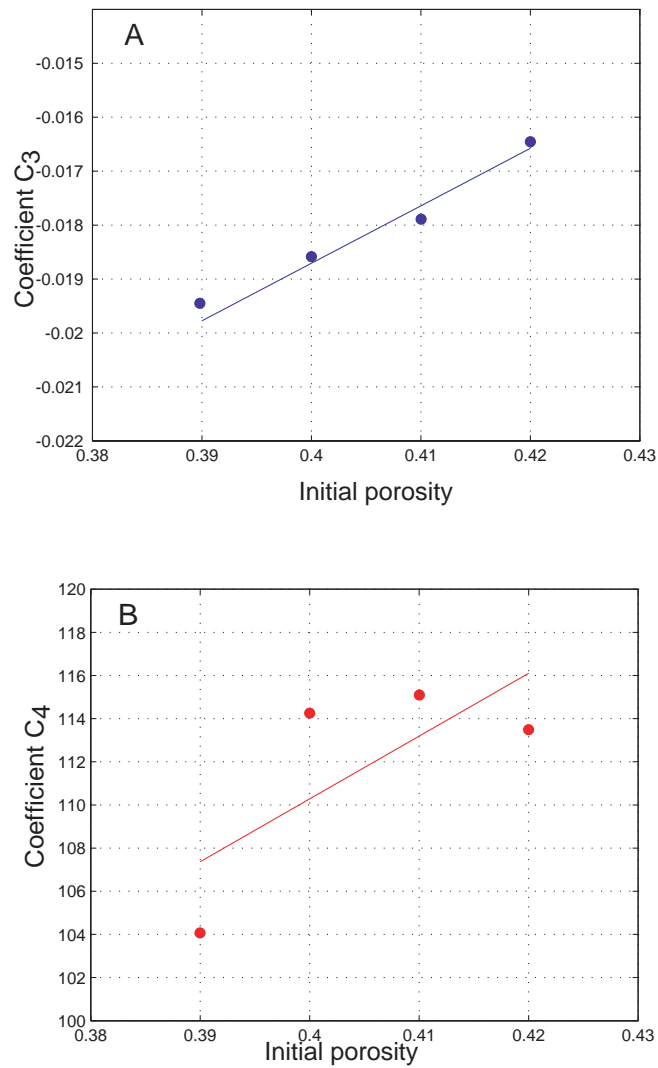 A
-0.015
-0.016
-0.017
-0.018
-0.019
-0.02
-0.021
-0.022
Coefficient C3
0.38 0.39 0.4 0.41 0.42 0.43
Initial porosity
B
120
118
116
114
112
110
108
106
104
102
100
Coefficient C4
0.38 0.39 0.4 0.41 0.42 0.43
Initial porosity